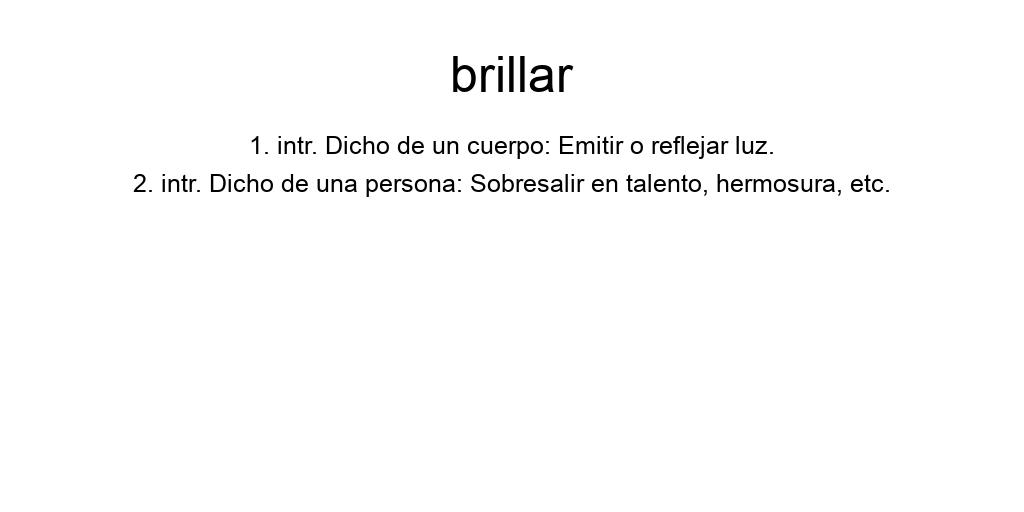 brillar
1. intr. Dicho de un cuerpo: Emitir o reflejar luz.
2. intr. Dicho de una persona: Sobresalir en talento, hermosura, etc.